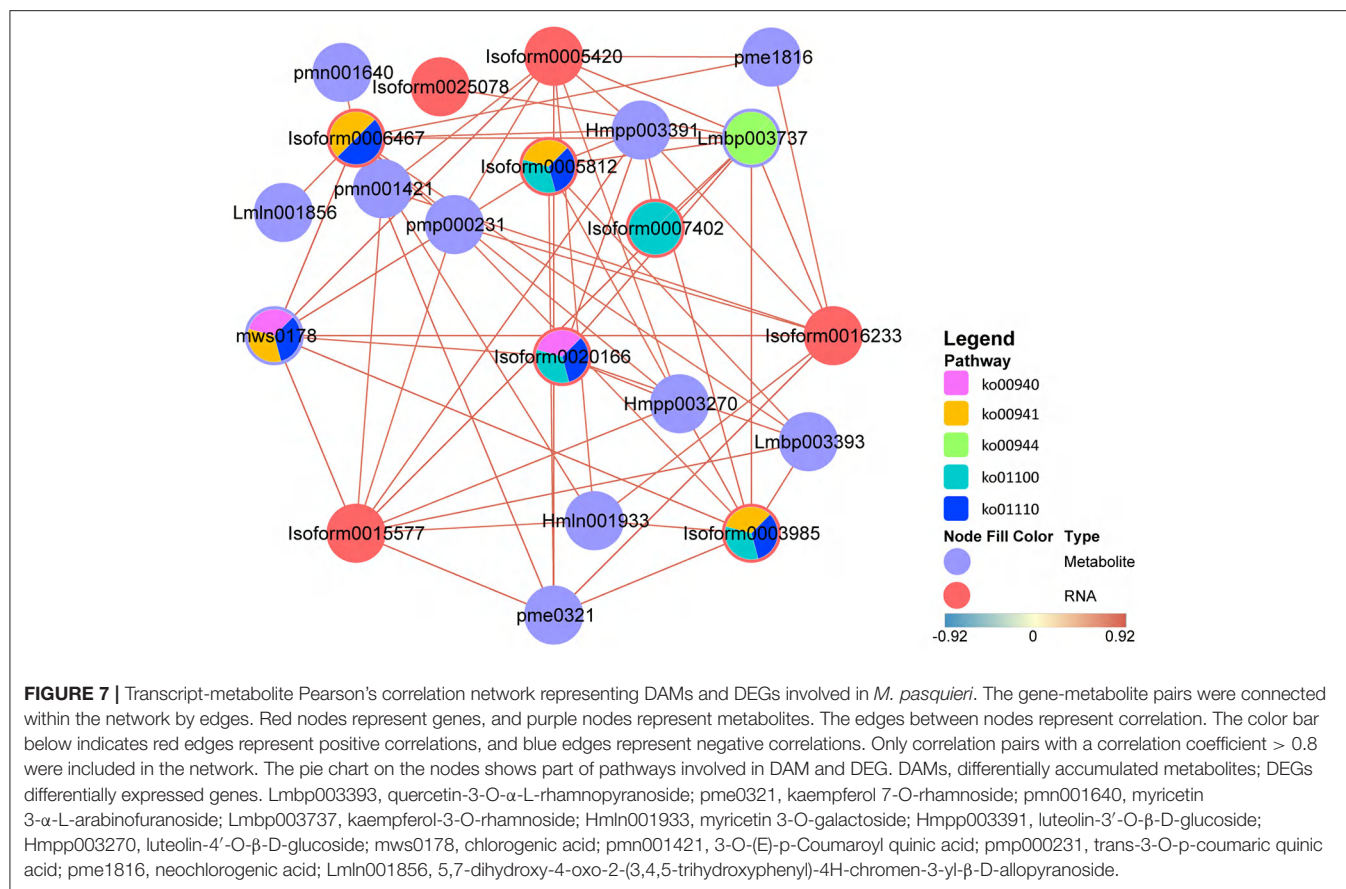 Isoform0005420
pme1816
pmn001640
Isoform0025078
Hmpp003391
Lmbp003737
Isoform0006467
Isoform0005812
pmn001421
Lmln001856
pmp000231
Isoform0007402
mws0178
Isoform0016233
Isoform0020166
Hmpp003270
Lmbp003393
Isoform0015577
Hmln001933
Isoform0003985
pme0321
Legend
Pathway
ko00940
ko00941
ko00944
ko01100
ko01110
Node Fill Color Type
Metabolite
RNA
-0.92 0 0.92
FIGURE 7 | Transcript-metabolite Pearson's correlation network representing DAMs and DEGs involved in M. pasquieri. The gene-metabolite pairs were connected
within the network by edges. Red nodes represent genes, and purple nodes represent metabolites. The edges between nodes represent correlation. The color bar
below indicates red edges represent positive correlations, and blue edges represent negative correlations. Only correlation pairs with a correlation coefficient > 0.8
were included in the network. The pie chart on the nodes shows part of pathways involved in DAM and DEG. DAMs, differentially accumulated metabolites; DEGs
differentially expressed genes. Lmbp003393, quercetin-3-O-α-L-rhamnopyranoside; pme0321, kaempferol 7-O-rhamnoside; pmn001640, myricetin
3-α-L-arabinofuranoside; Lmbp003737, kaempferol-3-O-rhamnoside; Hmln001933, myricetin 3-O-galactoside; Hmpp003391, luteolin-3′-O-β-D-glucoside;
Hmpp003270, luteolin-4′-O-β-D-glucoside; mws0178, chlorogenic acid; pmn001421, 3-O-(E)-p-Coumaroyl quinic acid; pmp000231, trans-3-O-p-coumaric quinic
acid; pme1816, neochlorogenic acid; Lmln001856, 5,7-dihydroxy-4-oxo-2-(3,4,5-trihydroxyphenyl)-4H-chromen-3-yl-β-D-allopyranoside.